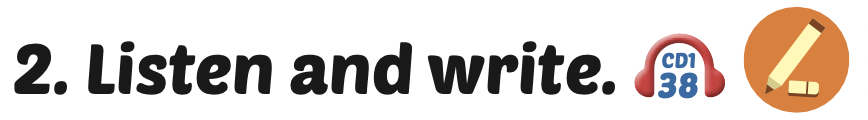 2. Listen and write. CD1
38